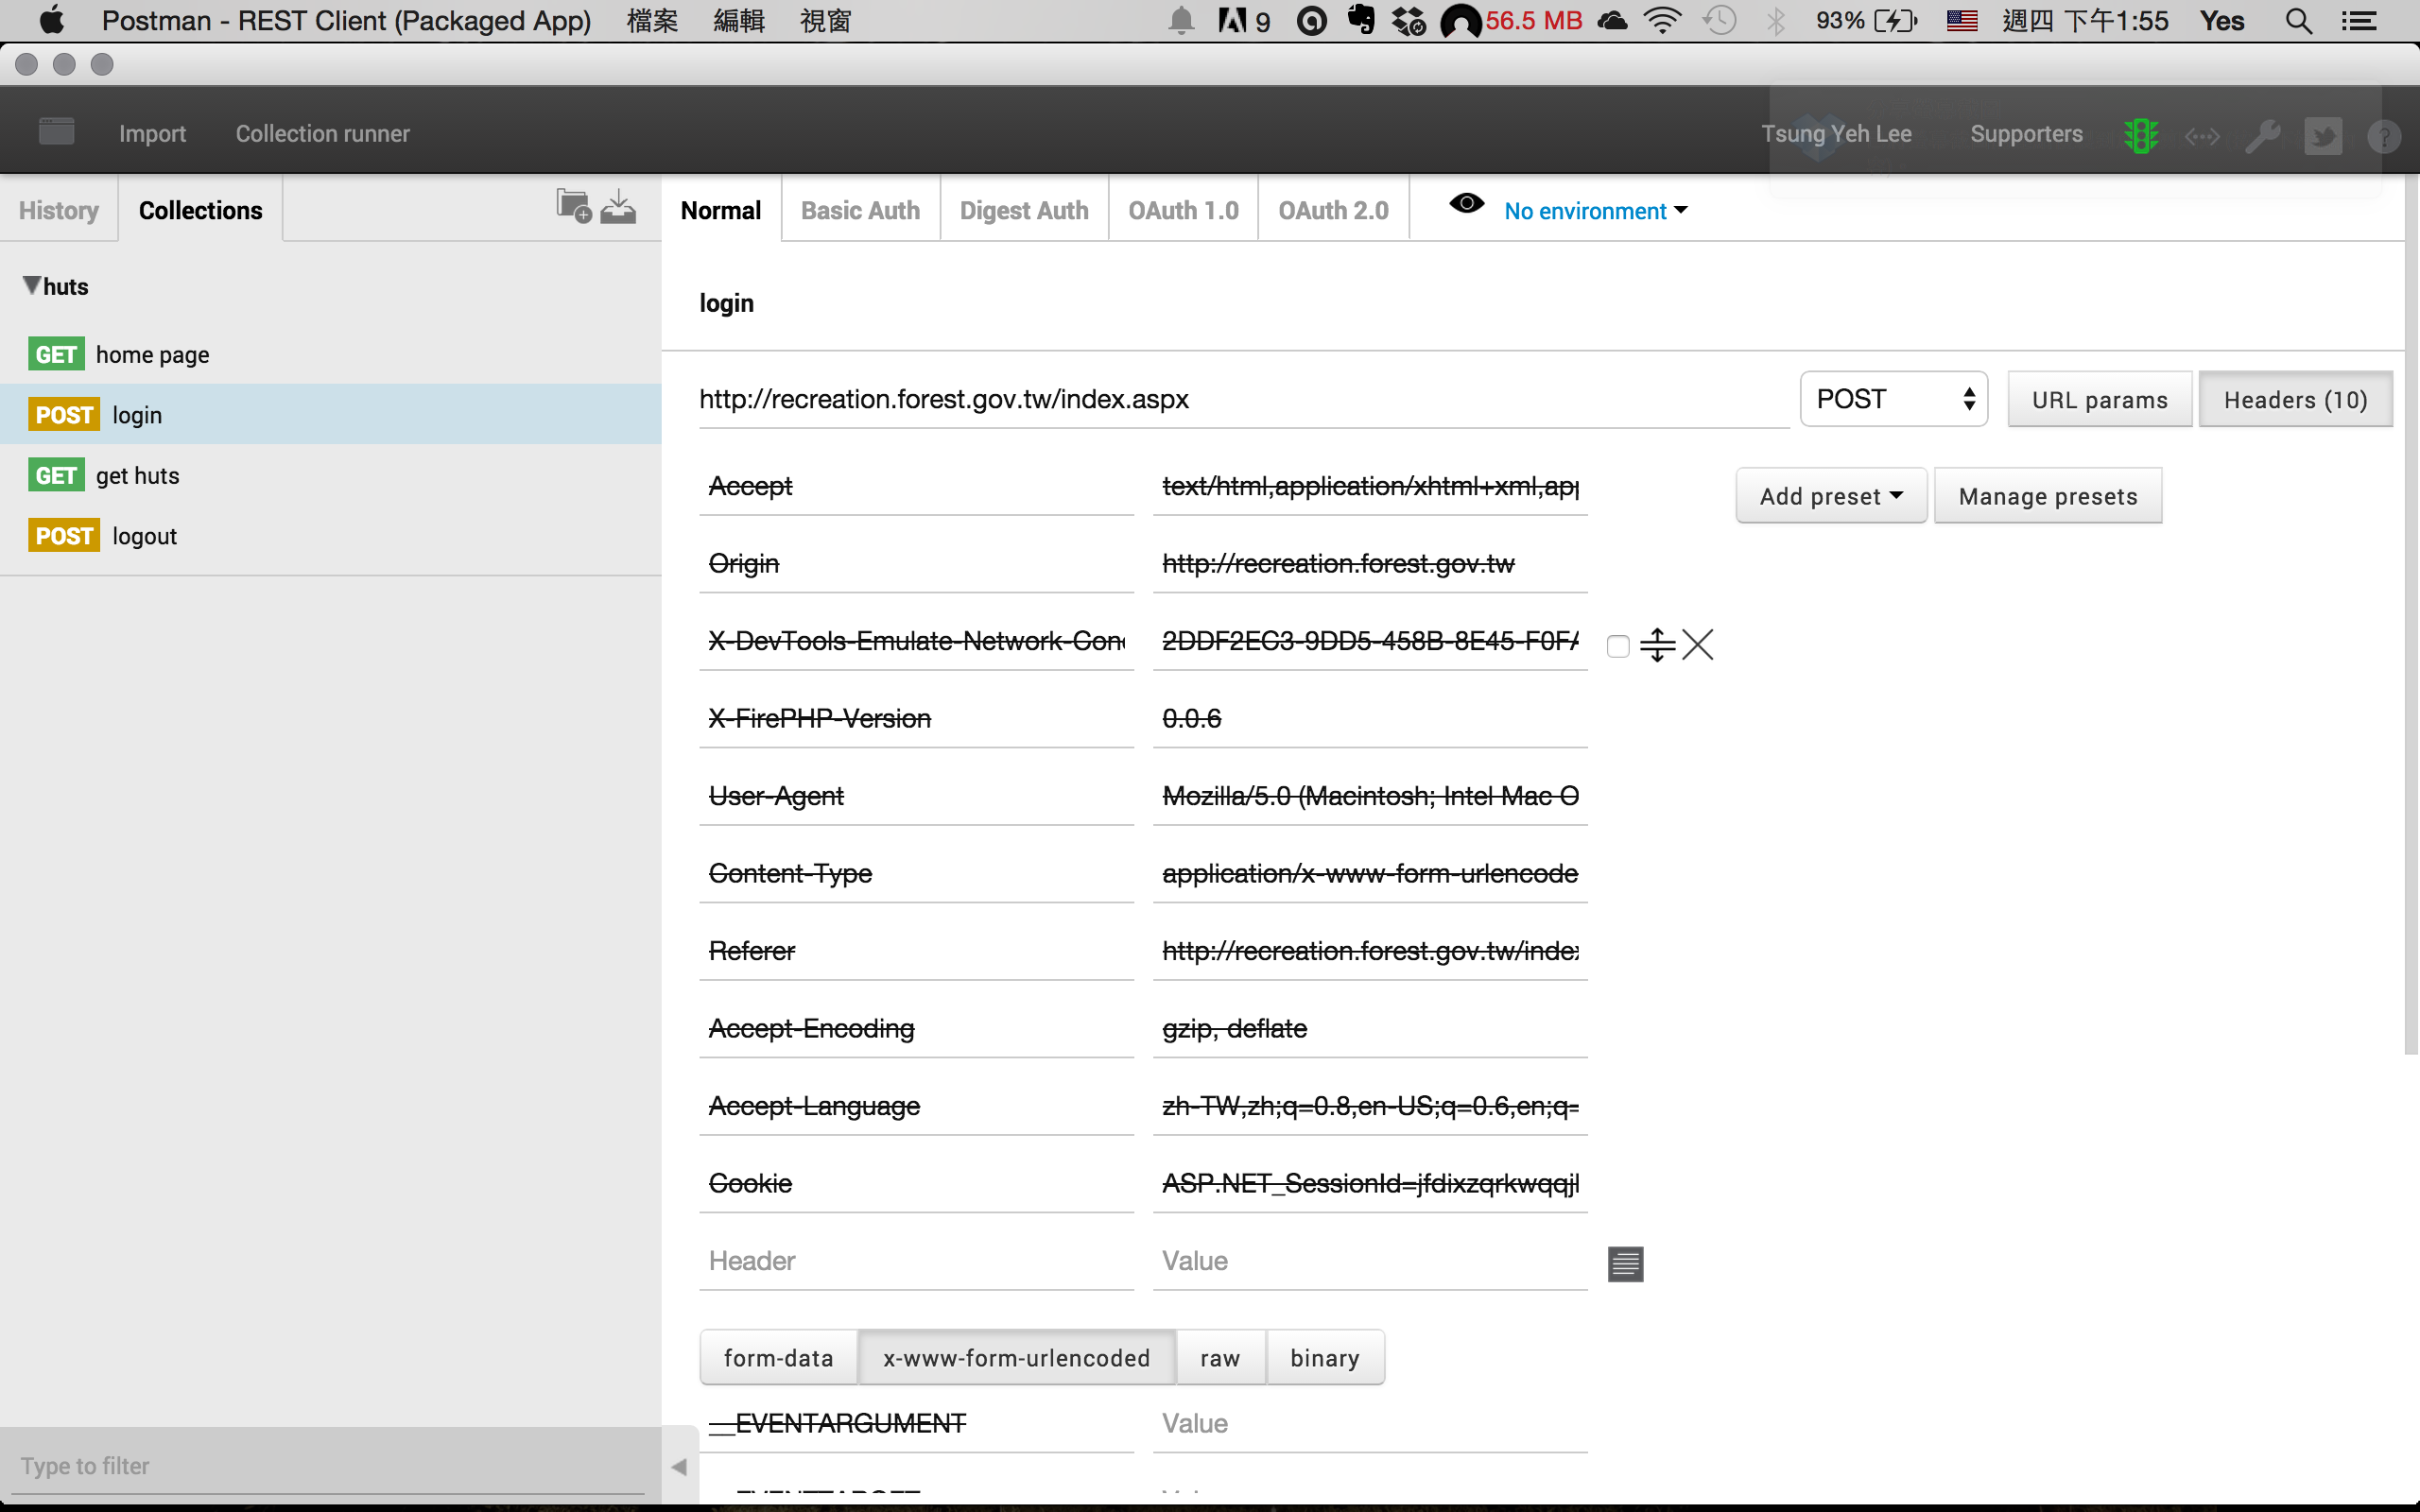 Postman - REST Client (Packaged App) 檔案 編輯 視窗 9 56.5 MB 93% 週四 下午1:55 Yes
Import Collection runner Tsung Yeh Lee Supporters
History Collections
Normal Basic Auth Digest Auth OAuth 1.0 OAuth 2.0 No environment
huts
GET home page
POST login
GET get huts
POST logout
Type to filter
login
http://recreation.forest.gov.tw/index.aspx POST URL params Headers (10)
Accept text/html,application/xhtml+xml,app
Add preset Manage presets
Origin http://recreation.forest.gov.tw
X-DevTools-Emulate-Network-Con 2DDF2EC3-9DD5-458B-8E45-F0FA
X-FirePHP-Version 0.0.6
User-Agent Mozilla/5.0 (Macintosh; Intel Mac O
Content-Type application/x-www-form-urlencode
Referer http://recreation.forest.gov.tw/index
Accept-Encoding gzip, deflate
Accept-Language zh-TW,zh;q=0.8,en-US;q=0.6,en;q=
Cookie ASP.NET_SessionId=jfdixzqrkwqqjl
Header Value
form-data x-www-form-urlencoded raw binary
__EVENTARGUMENT Value